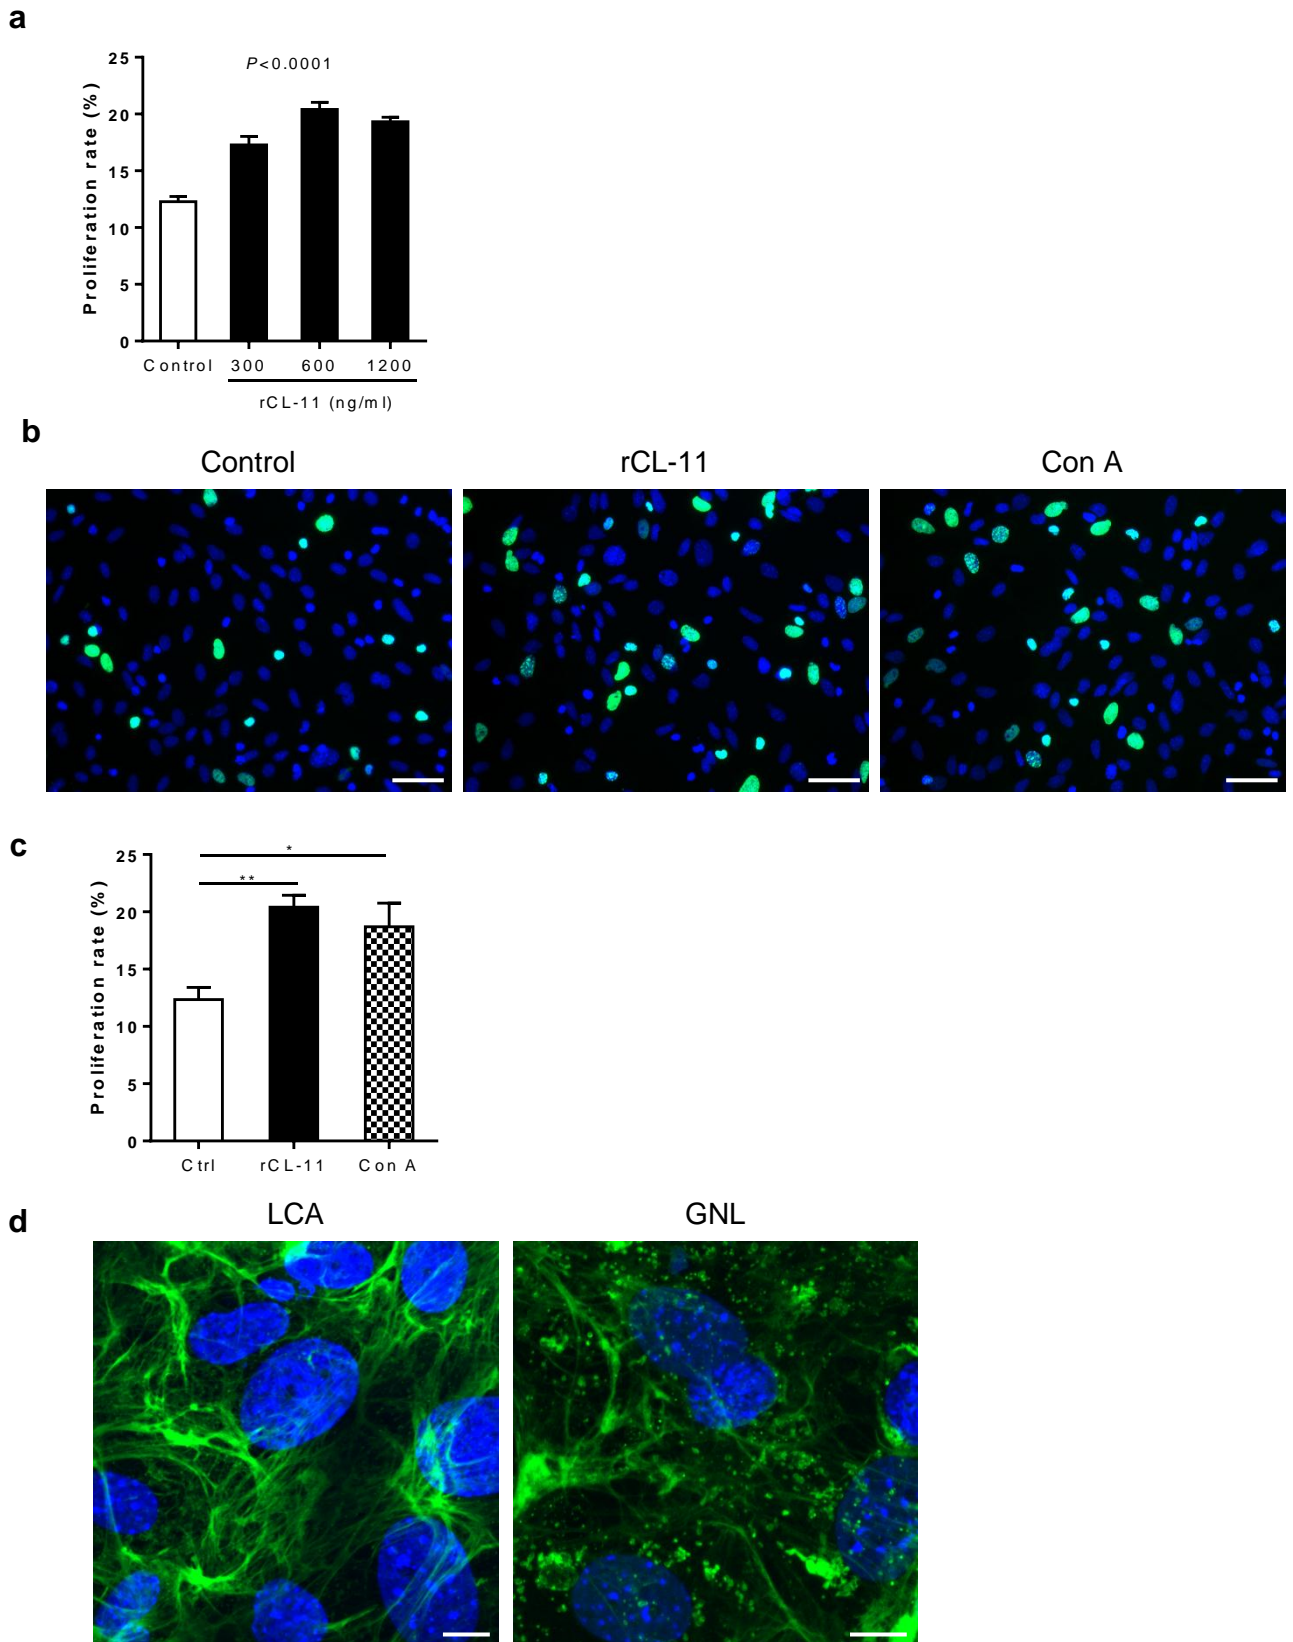 a
Proliferation rate (%)
25
20
15
10
5
0
P<0.0001
Control 300 600 1200
rCL-11 (ng/ml)
b
Control rCL-11 Con A
c
Proliferation rate (%)
25
20
15
10
5
0
*
**
Ctrl rCL-11 Con A
d
LCA GNL